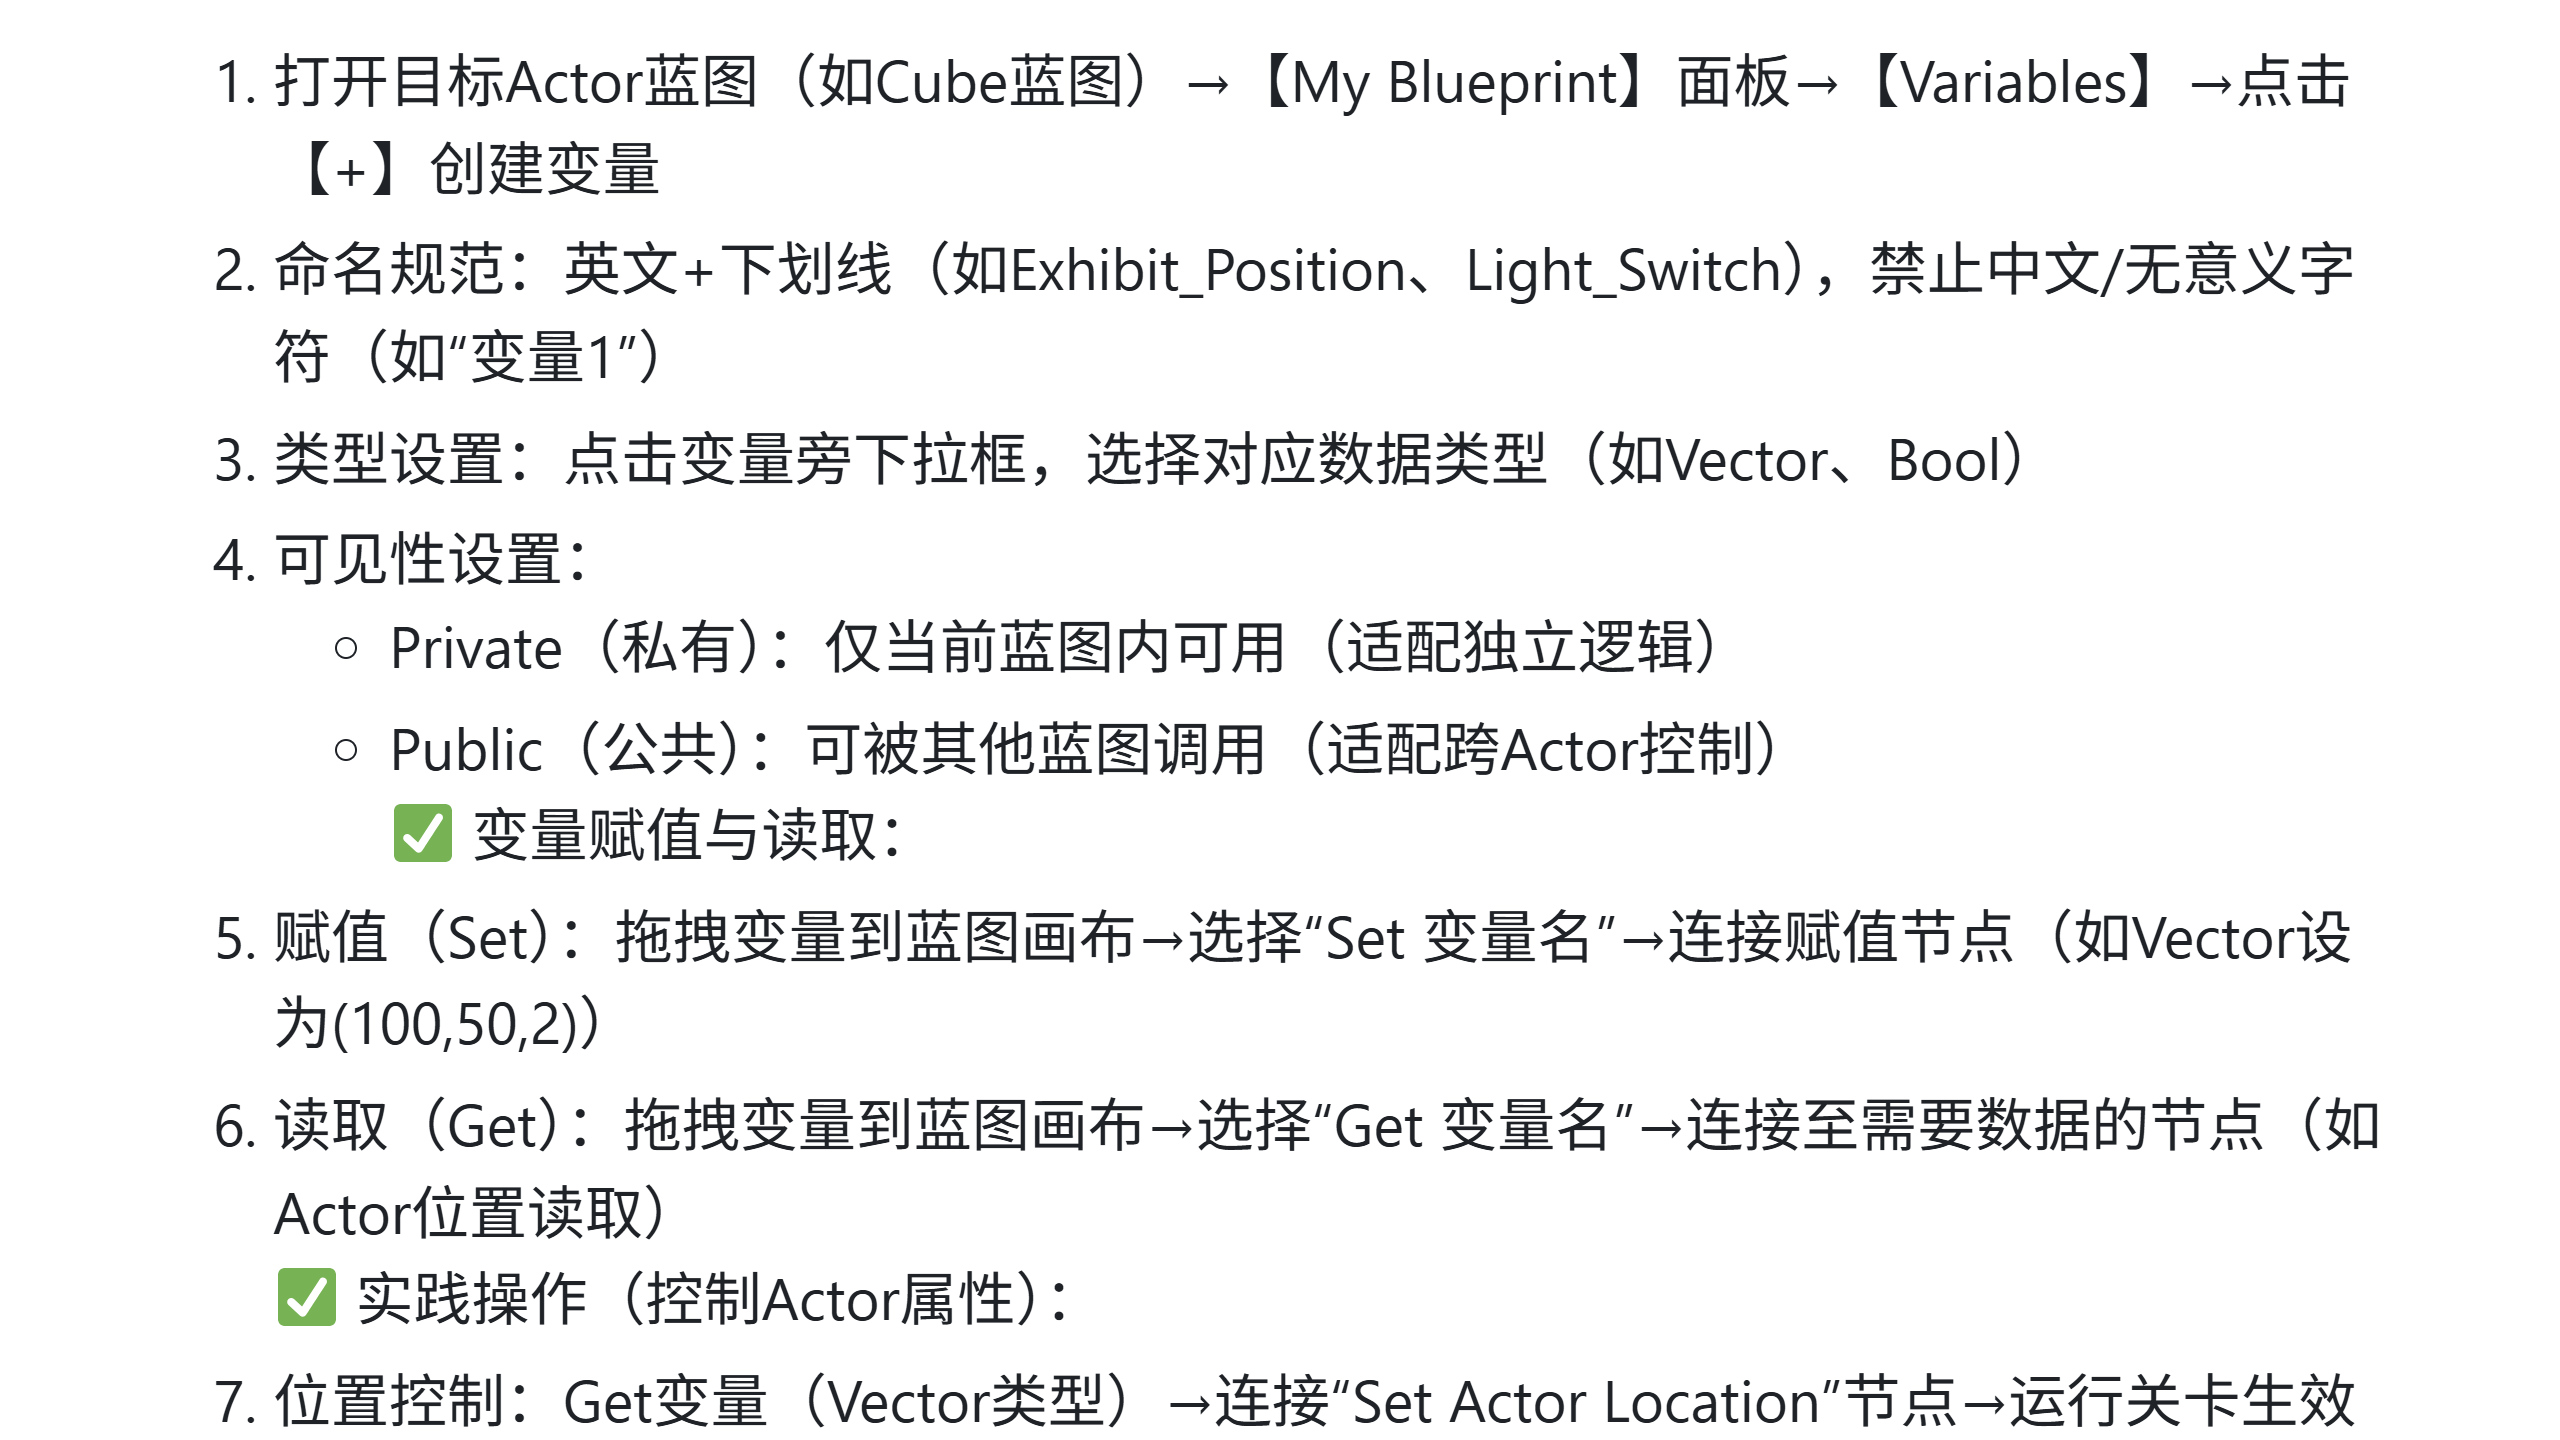 1. 打开目标Actor蓝图（如Cube蓝图）→【My Blueprint】面板→【Variables】→点击
【+】创建变量
2. 命名规范：英文+下划线（如Exhibit_Position、Light_Switch），禁止中文/无意义字
符（如“变量1”）
3. 类型设置：点击变量旁下拉框，选择对应数据类型（如Vector、Bool）
4. 可见性设置：
○ Private（私有）：仅当前蓝图内可用（适配独立逻辑）
○ Public（公共）：可被其他蓝图调用（适配跨Actor控制）
✅ 变量赋值与读取：
5. 赋值（Set）：拖拽变量到蓝图画布→选择“Set 变量名”→连接赋值节点（如Vector设
为(100,50,2)）
6. 读取（Get）：拖拽变量到蓝图画布→选择“Get 变量名”→连接至需要数据的节点（如
Actor位置读取）
✅ 实践操作（控制Actor属性）：
7. 位置控制：Get变量（Vector类型）→连接“Set Actor Location”节点→运行关卡生效